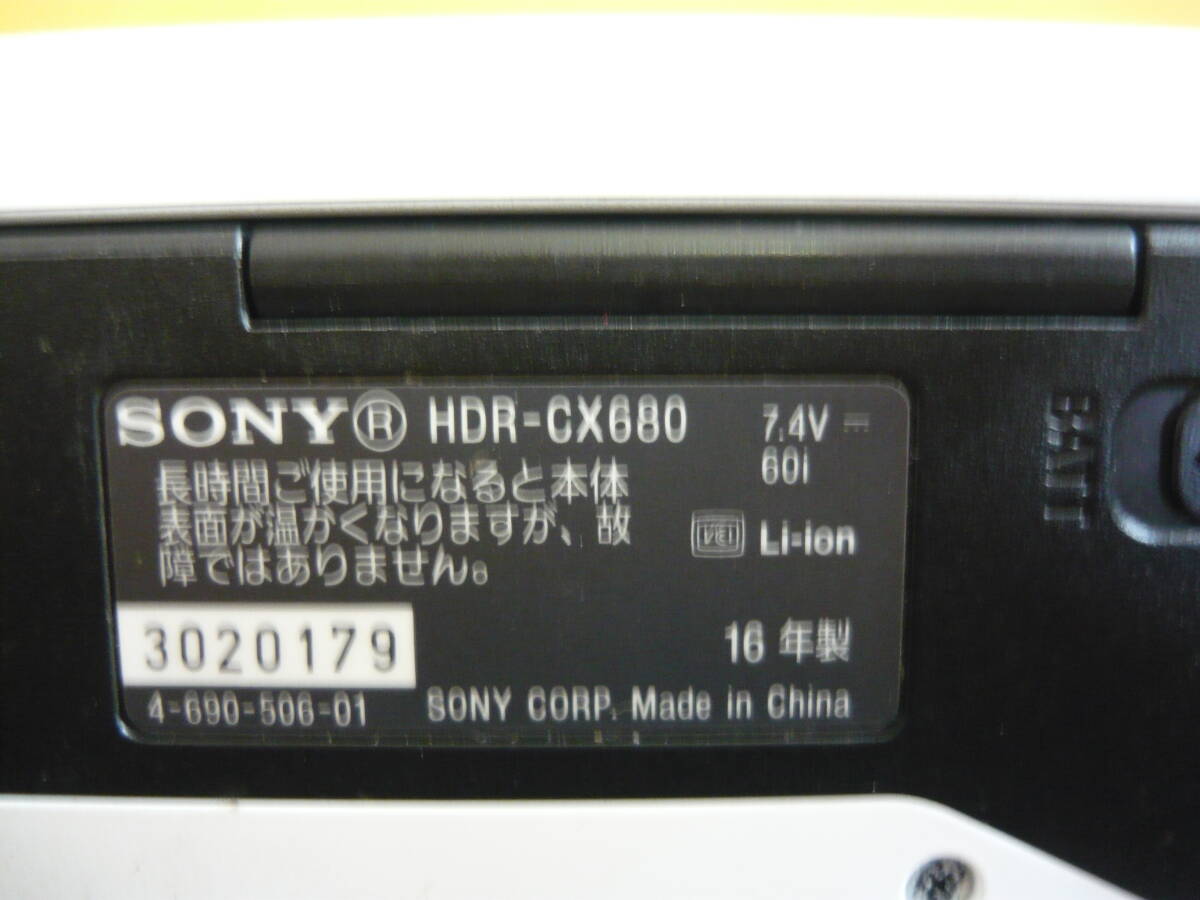 SONY® HDR-CX680 7.4V ⎓
60i
長時間ご使用になると本体
表面が温かくなりますが、故
障ではありません。
VCI Li-ion
3020179
16 年製
4-690-506-01 SONY CORP. Made in China
BATT